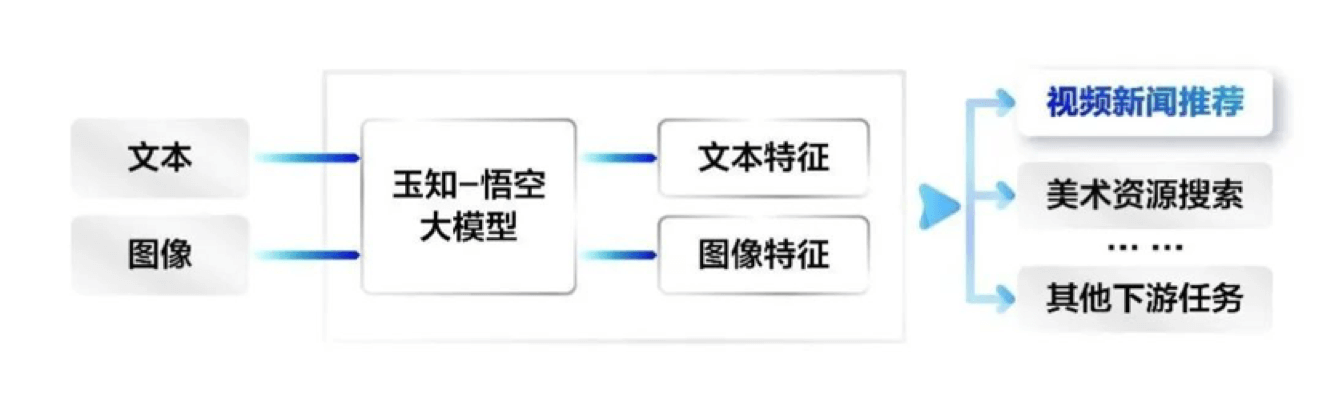 文本
图像
玉知-悟空
大模型
文本特征
图像特征
视频新闻推荐
美术资源搜索
... ...
其他下游任务